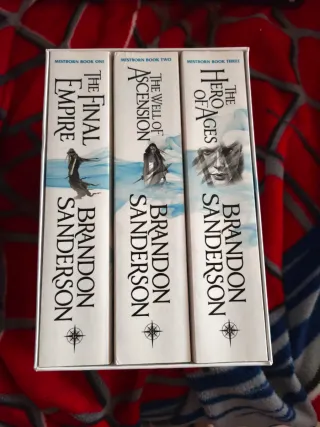 MISTBORN BOOK ONE
THE FINAL
EMPIRE
BRANDON
SANDERSON
MISTBORN BOOK TWO
THE WELL OF
ASCENSION
BRANDON
SANDERSON
MISTBORN BOOK THREE
THE
HERO
OF AGES
BRANDON
SANDERSON